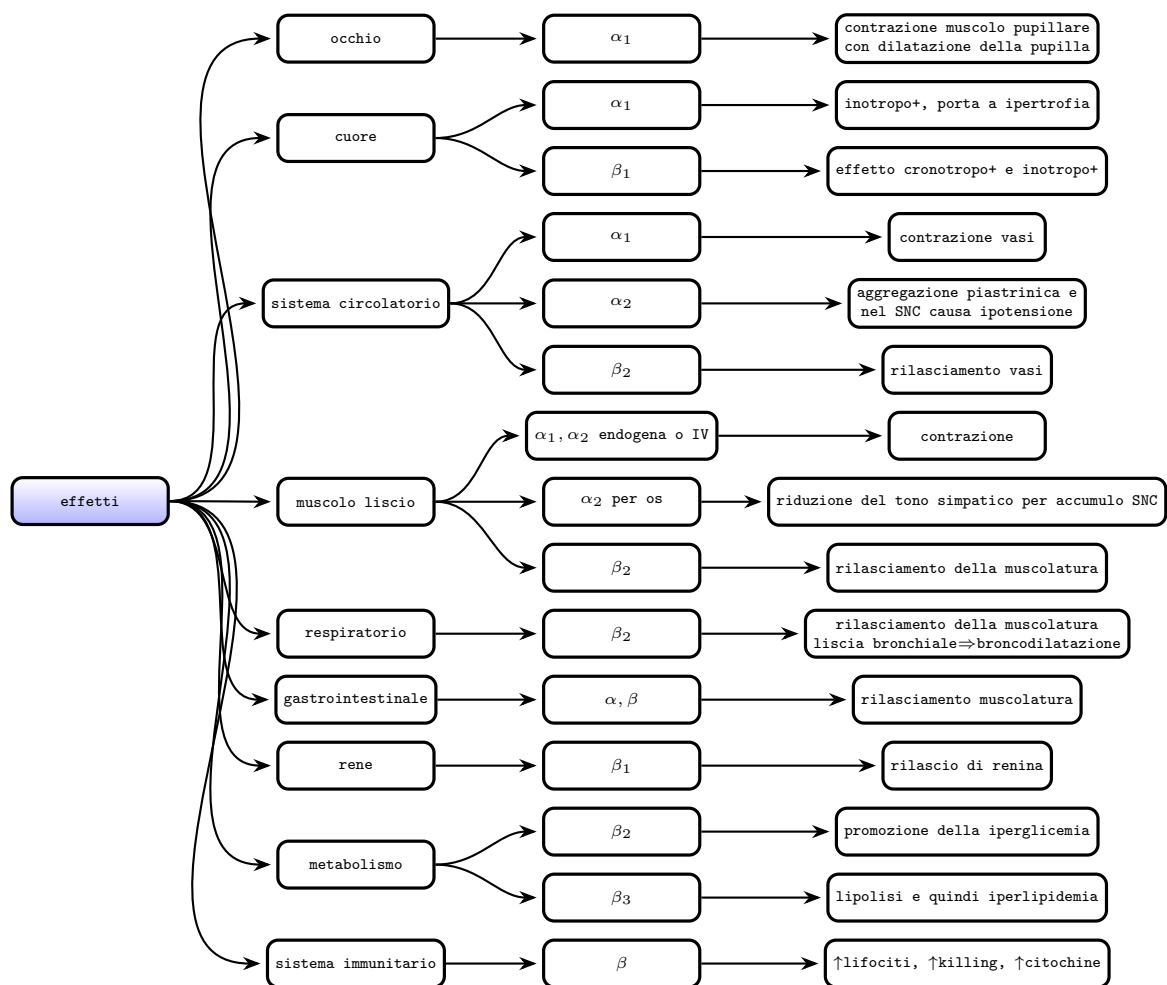 effetti
occhio
α₁
contrazione muscolo pupillare
con dilatazione della pupilla
cuore
α₁
inotropo+, porta a ipertrofia
β₁
effetto cronotropo+ e inotropo+
sistema circolatorio
α₁
contrazione vasi
α₂
aggregazione piastrinica e
nel SNC causa ipotensione
β₂
rilasciamento vasi
muscolo liscio
α₁, α₂ endogena o IV
contrazione
α₂ per os
riduzione del tono simpatico per accumulo SNC
β₂
rilasciamento della muscolatura
respiratorio
β₂
rilasciamento della muscolatura
liscia bronchiale⇒broncodilatazione
gastrointestinale
α, β
rilasciamento muscolatura
rene
β₁
rilascio di renina
metabolismo
β₂
promozione della iperglicemia
β₃
lipolisi e quindi iperlipidemia
sistema immunitario
β
↑lifociti, ↑killing, ↑citochine